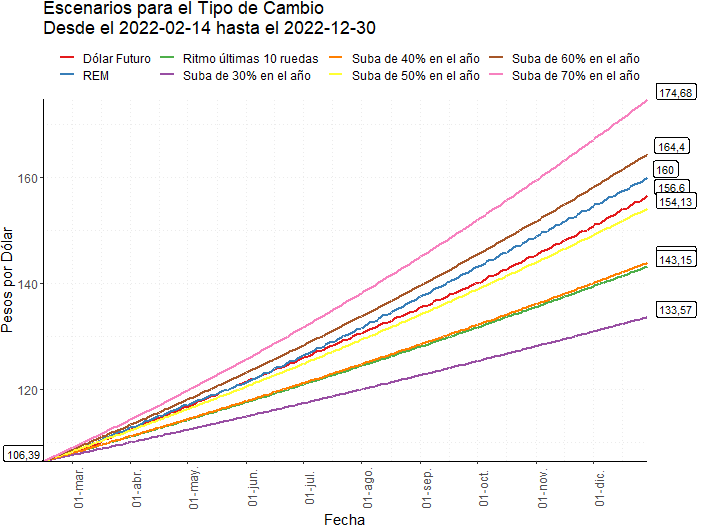 Escenarios para el Tipo de Cambio
Desde el 2022-02-14 hasta el 2022-12-30
Dólar Futuro
Ritmo últimas 10 ruedas
Suba de 40% en el año
Suba de 60% en el año
REM
Suba de 30% en el año
Suba de 50% en el año
Suba de 70% en el año
174,68
164,4
160
156,6
154,13
143,15
133,57
106,39
160
140
120
Pesos por Dólar
01-mar.
01-abr.
01-may.
01-jun.
01-jul.
01-ago.
01-sep.
01-oct.
01-nov.
01-dic.
Fecha